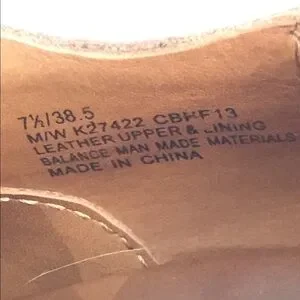 7½/38.5
M/W K27422 CBHF13
LEATHER UPPER & LINING
BALANCE MAN MADE MATERIALS
MADE IN CHINA